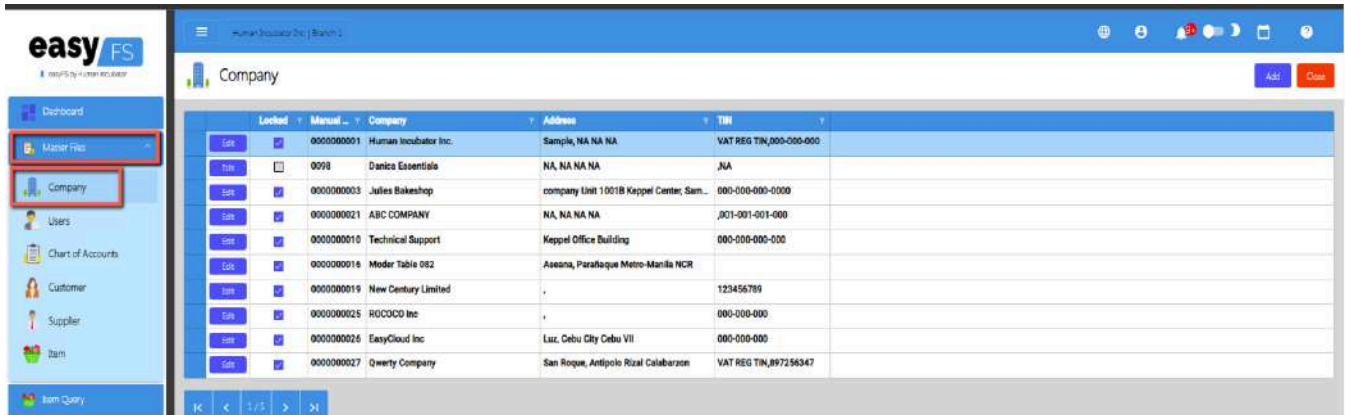 easy FS
easyFS by Human Incubator
Human Incubator Inc | Branch 1
Company
Add
Close
Dashboard
Master Files
Company
Users
Chart of Accounts
Customer
Supplier
Item
Item Query
Locked Manual ... Company Address TIN
Edit 0000000001 Human Incubator Inc. Sample, NA NA NA VAT REG TIN,000-000-000
Edit 0098 Danica Essentials NA, NA NA NA ,NA
Edit 0000000003 Julies Bakeshop company Unit 1001B Keppel Center, Sam... 000-000-000-0000
Edit 0000000021 ABC COMPANY NA, NA NA NA ,001-001-001-000
Edit 0000000010 Technical Support Keppel Office Building 000-000-000-000
Edit 0000000016 Moder Table 082 Aseana, Parañaque Metro-Manila NCR
Edit 0000000019 New Century Limited , 123456789
Edit 0000000025 ROCOCO Inc , 000-000-000
Edit 0000000026 EasyCloud Inc Luz, Cebu City Cebu VII 000-000-000
Edit 0000000027 Qwerty Company San Roque, Antipolo Rizal Calabarzon VAT REG TIN,897256347
1/5